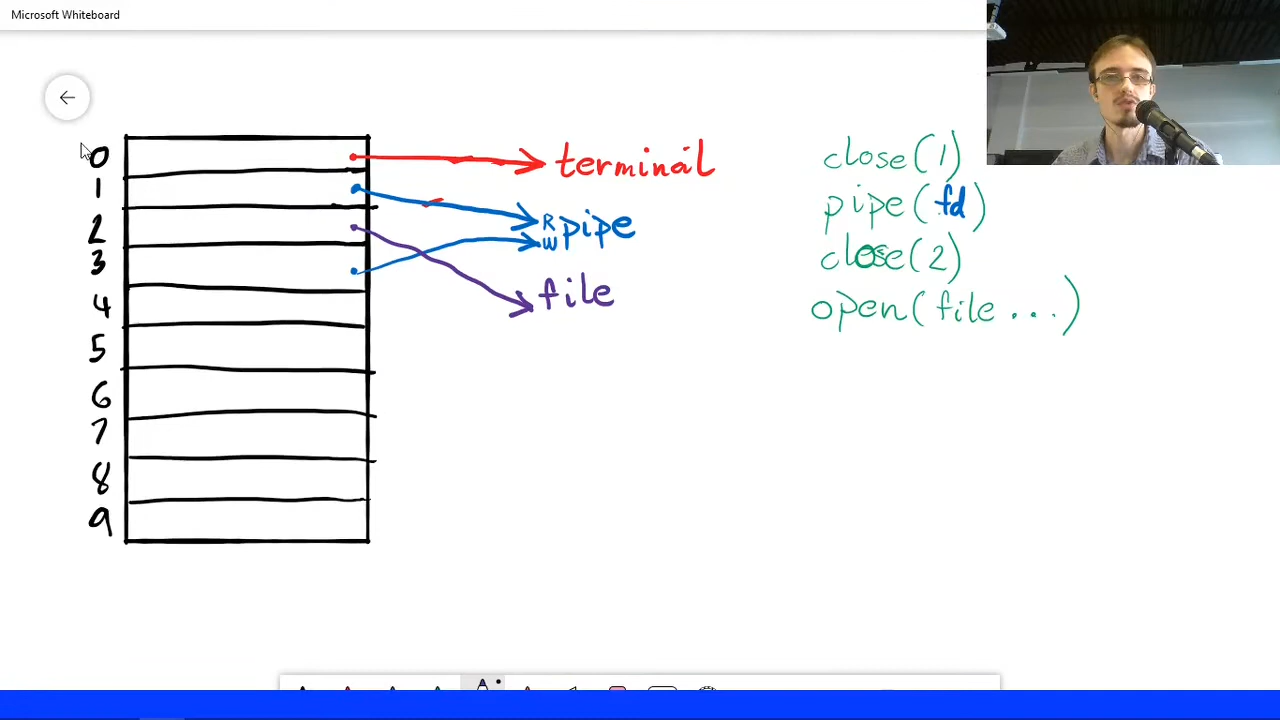 Microsoft Whiteboard
0
1
2
3
4
5
6
7
8
9
terminal
R
W
pipe
file
close(1)
pipe(fd)
close(2)
open(file ...)